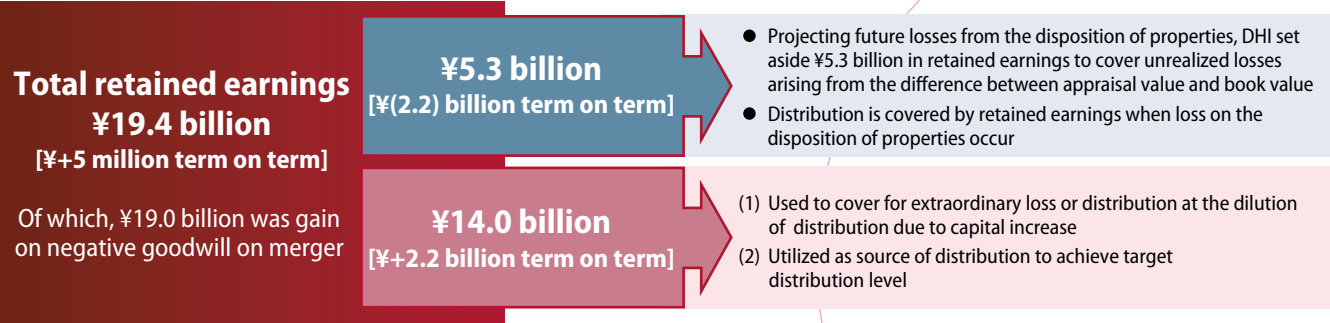 Total retained earnings
¥19.4 billion
[¥+5 million term on term]
Of which, ¥19.0 billion was gain
on negative goodwill on merger
¥5.3 billion
[¥(2.2) billion term on term]
● Projecting future losses from the disposition of properties, DHI set
aside ¥5.3 billion in retained earnings to cover unrealized losses
arising from the difference between appraisal value and book value
● Distribution is covered by retained earnings when loss on the
disposition of properties occur
¥14.0 billion
[¥+2.2 billion term on term]
(1) Used to cover for extraordinary loss or distribution at the dilution
of distribution due to capital increase
(2) Utilized as source of distribution to achieve target
distribution level